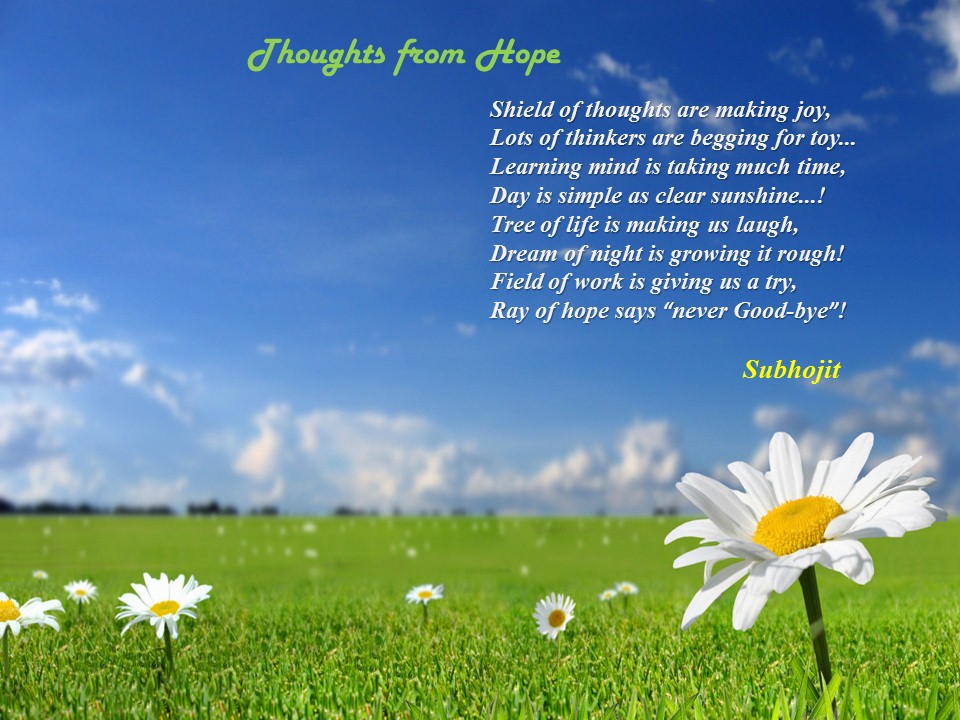 Thoughts from Hope
Shield of thoughts are making joy,
Lots of thinkers are begging for toy...
Learning mind is taking much time,
Day is simple as clear sunshine...!
Tree of life is making us laugh,
Dream of night is growing it rough!
Field of work is giving us a try,
Ray of hope says “never Good-bye”!
Subhojit